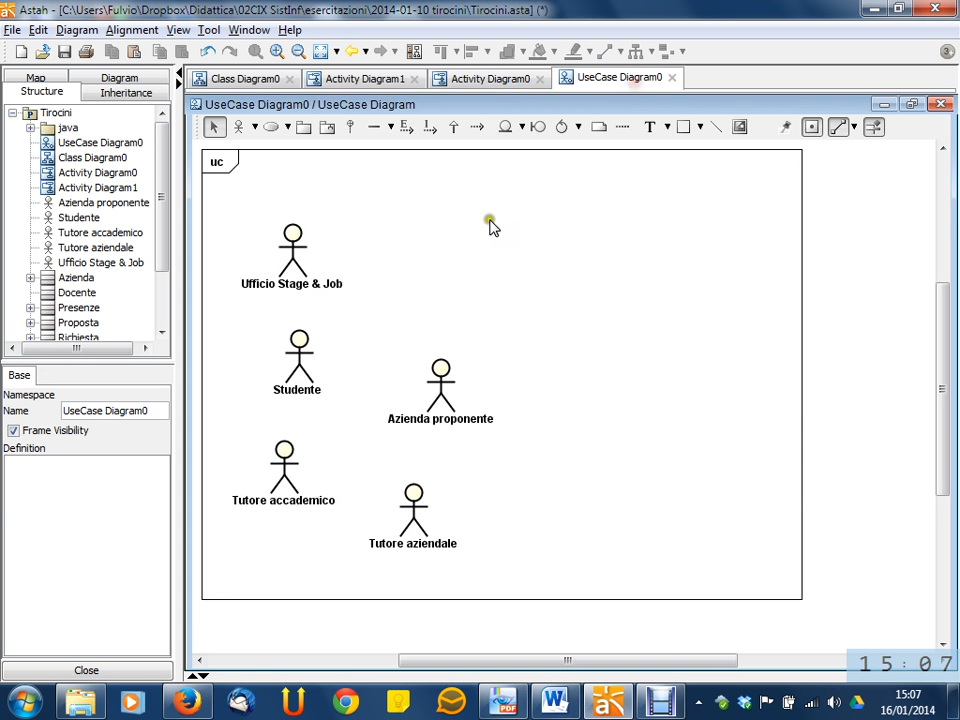 Astah - [C:\Users\Fulvio\Dropbox\Didattica\02CIX SistInf\esercitazioni\2014-01-10 tirocini\Tirocini.asta] (*)
File Edit Diagram Alignment View Tool Window Help
Map Diagram
Structure Inheritance
Class Diagram0 Activity Diagram1 Activity Diagram0 UseCase Diagram0
UseCase Diagram0 / UseCase Diagram
T
Tirocini
java
UseCase Diagram0
Class Diagram0
Activity Diagram0
Activity Diagram1
Azienda proponente
Studente
Tutore accademico
Tutore aziendale
Ufficio Stage & Job
Azienda
Docente
Presenze
Proposta
Richiesta
Base
Namespace
Name UseCase Diagram0
Frame Visibility
Definition
Close
uc
Ufficio Stage & Job
Studente
Azienda proponente
Tutore accademico
Tutore aziendale
15:07
PDF
15:07
16/01/2014